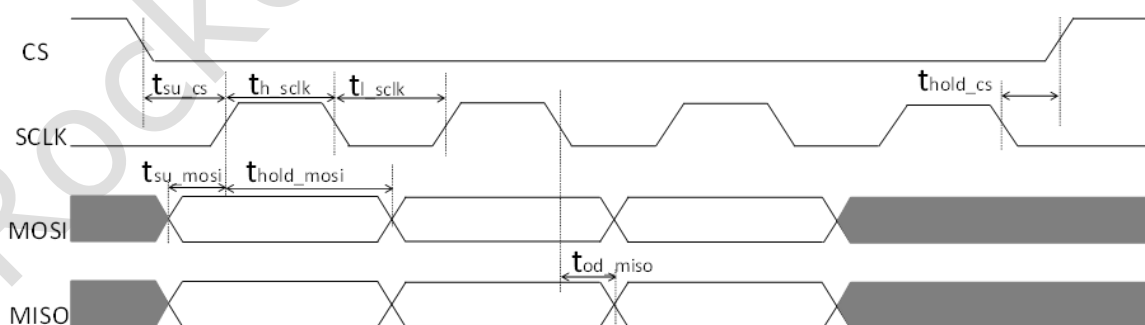 CS
tsu_cs th_sclk tl_sclk thold_cs
SCLK
tsu_mosi thold_mosi
MOSI
tod_miso
MISO